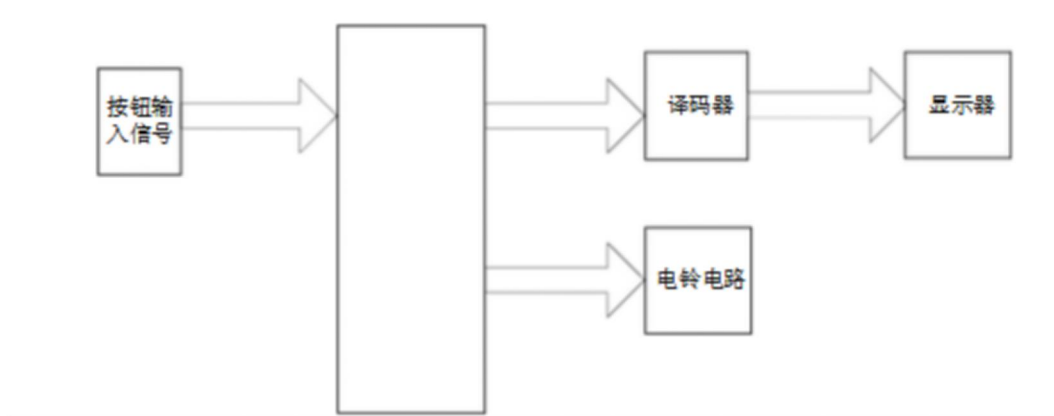 按钮输
入信号
译码器
显示器
电铃电路